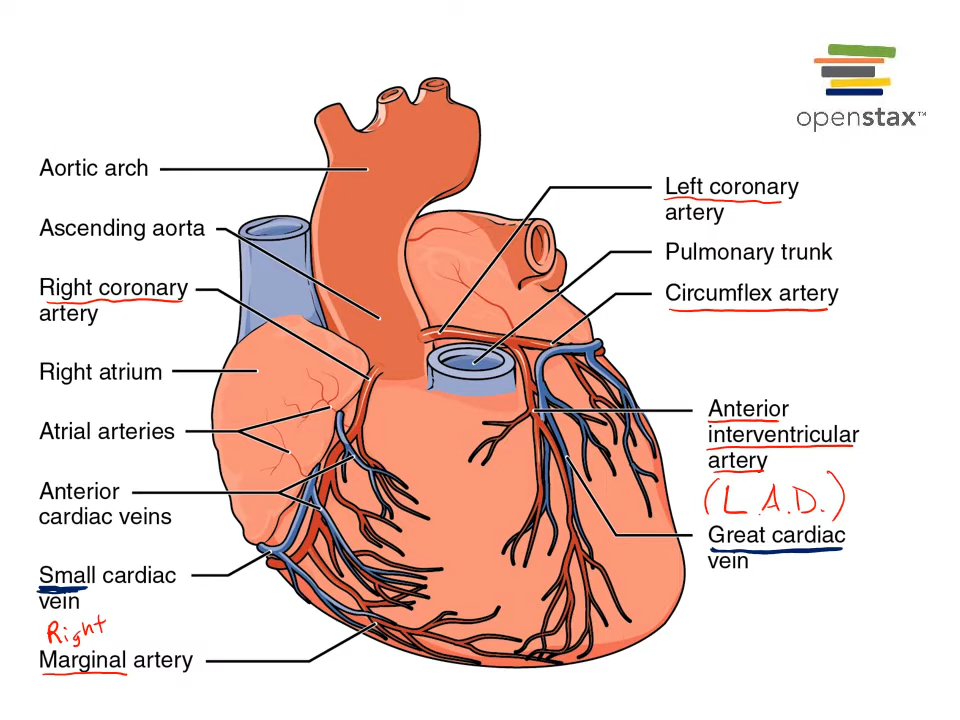 openstax™
Aortic arch
Ascending aorta
Right coronary
artery
Right atrium
Atrial arteries
Anterior
cardiac veins
Small cardiac
vein
Right
Marginal artery
Left coronary
artery
Pulmonary trunk
Circumflex artery
Anterior
interventricular
artery
(L.A.D.)
Great cardiac
vein